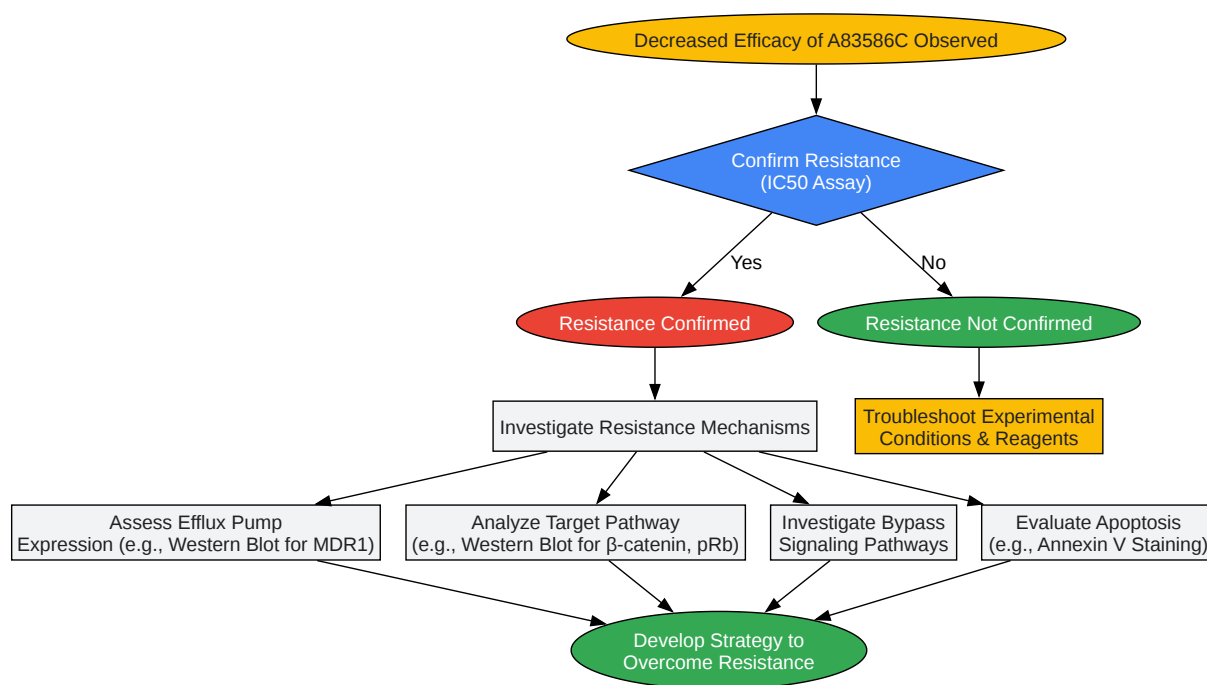 Decreased Efficacy of A83586C Observed
Confirm Resistance
(IC50 Assay)
Yes
No
Resistance Confirmed
Resistance Not Confirmed
Investigate Resistance Mechanisms
Troubleshoot Experimental
Conditions & Reagents
Assess Efflux Pump
Expression (e.g., Western Blot for MDR1)
Analyze Target Pathway
(e.g., Western Blot for β-catenin, pRb)
Investigate Bypass
Signaling Pathways
Evaluate Apoptosis
(e.g., Annexin V Staining)
Develop Strategy to
Overcome Resistance